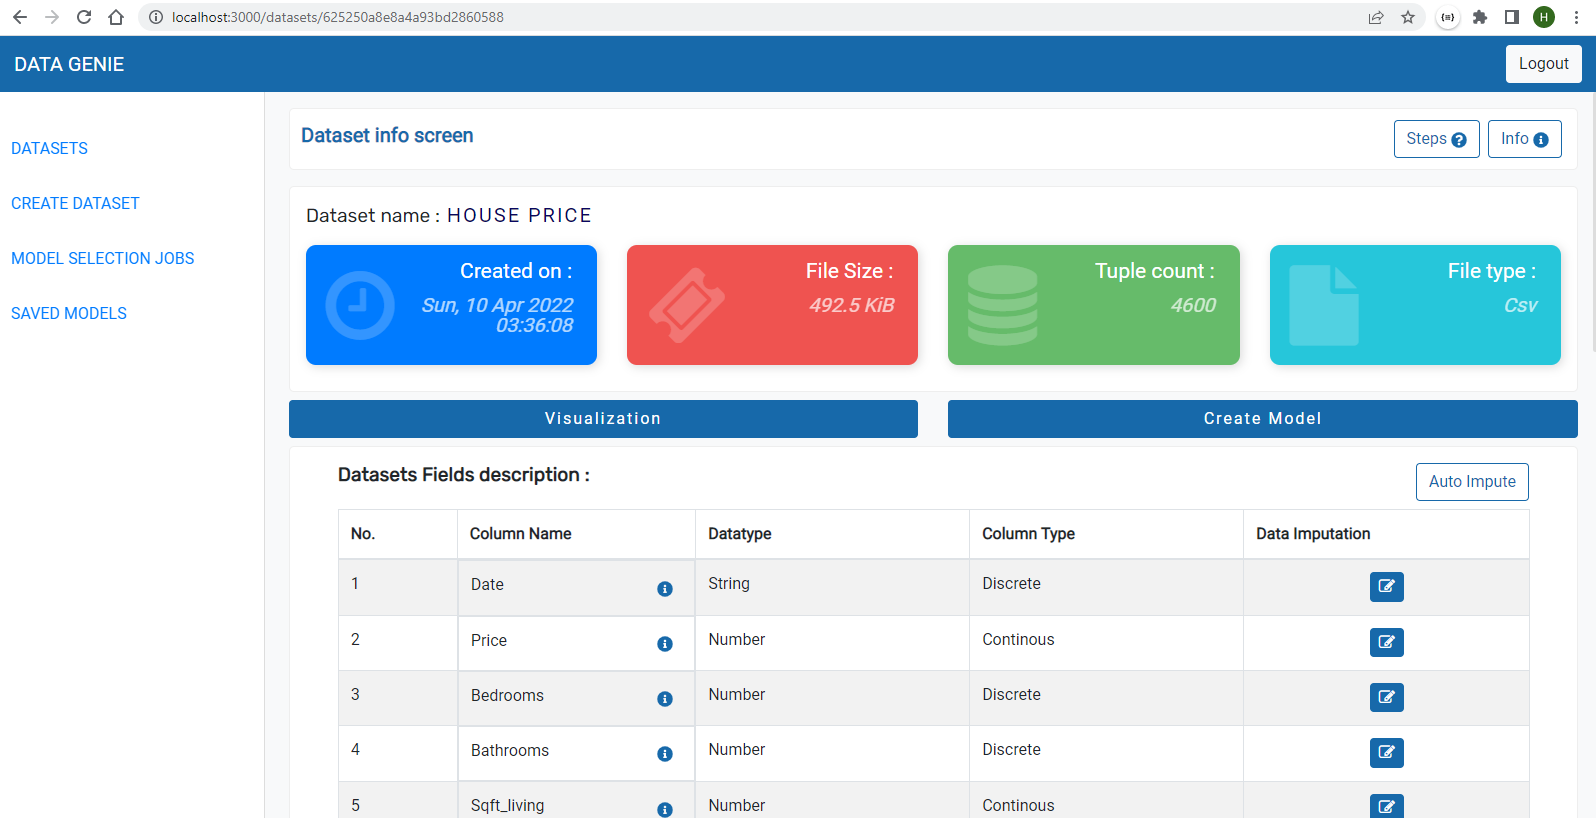 localhost:3000/datasets/625250a8e8a4a93bd2860588
H
DATA GENIE
Logout
DATASETS
CREATE DATASET
MODEL SELECTION JOBS
SAVED MODELS
Dataset info screen
Steps
Info
Dataset name : HOUSE PRICE
Created on :
Sun, 10 Apr 2022
03:36:08
File Size :
492.5 KiB
Tuple count :
4600
File type :
Csv
Visualization
Create Model
Datasets Fields description :
Auto Impute
No. Column Name Datatype Column Type Data Imputation
1 Date String Discrete
2 Price Number Continous
3 Bedrooms Number Discrete
4 Bathrooms Number Discrete
5 Sqft_living Number Continous